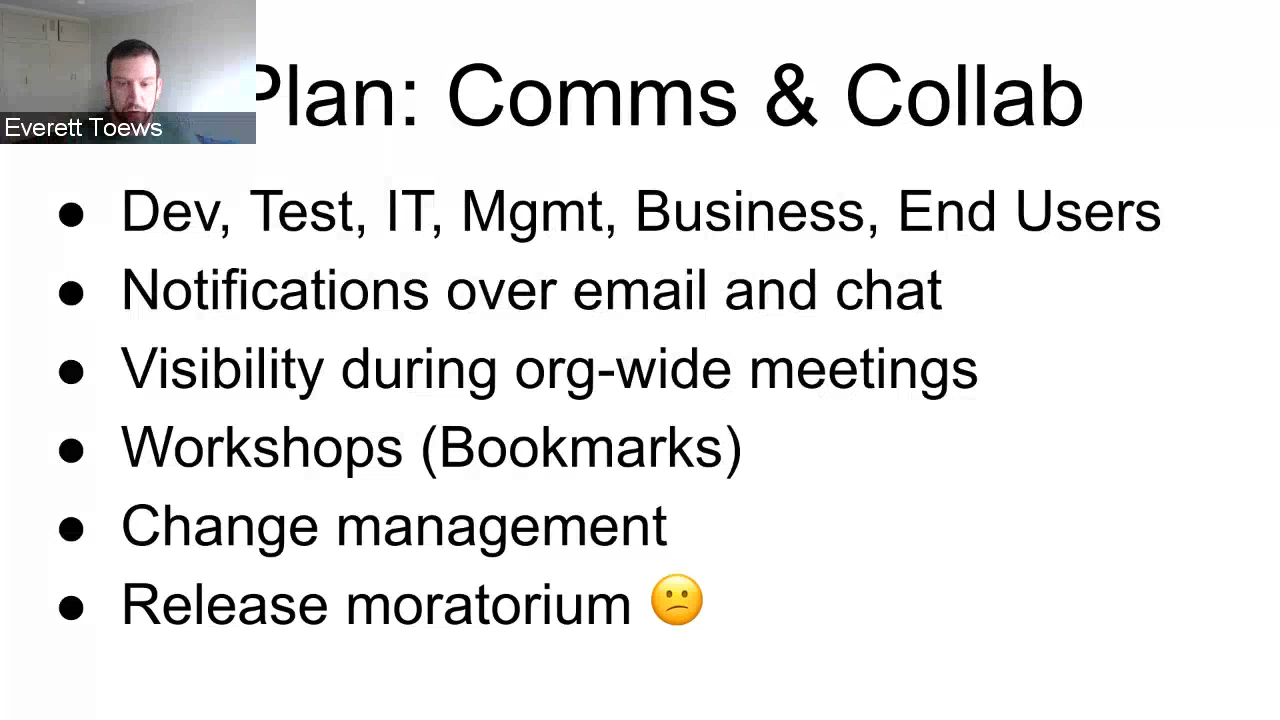 Plan: Comms & Collab
Everett Toews
● Dev, Test, IT, Mgmt, Business, End Users
● Notifications over email and chat
● Visibility during org-wide meetings
● Workshops (Bookmarks)
● Change management
● Release moratorium 😕